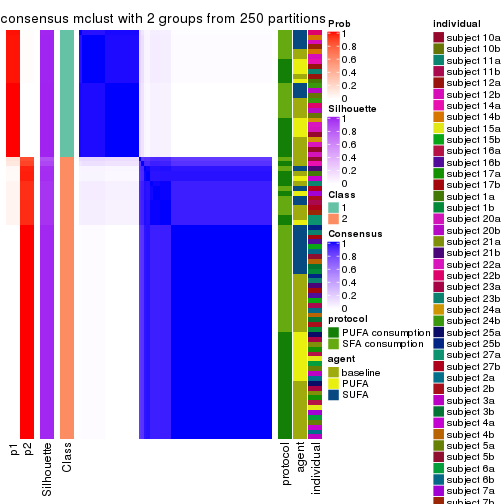 consensus mclust with 2 groups from 250 partitions
Prob
1
0.8
0.6
0.4
0.2
0
Silhouette
1
0.8
0.6
0.4
0.2
0
Class
1
2
Consensus
1
0.8
0.6
0.4
0.2
0
protocol
PUFA consumption
SFA consumption
agent
baseline
PUFA
SUFA
individual
subject 10a
subject 10b
subject 11a
subject 11b
subject 12a
subject 12b
subject 14a
subject 14b
subject 15a
subject 15b
subject 16a
subject 16b
subject 17a
subject 17b
subject 1a
subject 1b
subject 20a
subject 20b
subject 21a
subject 21b
subject 22a
subject 22b
subject 23a
subject 23b
subject 24a
subject 24b
subject 25a
subject 25b
subject 27a
subject 27b
subject 2a
subject 2b
subject 3a
subject 3b
subject 4a
subject 4b
subject 5a
subject 5b
subject 6a
subject 6b
subject 7a
subject 7b
p1
p2
Silhouette
Class
protocol
agent
individual